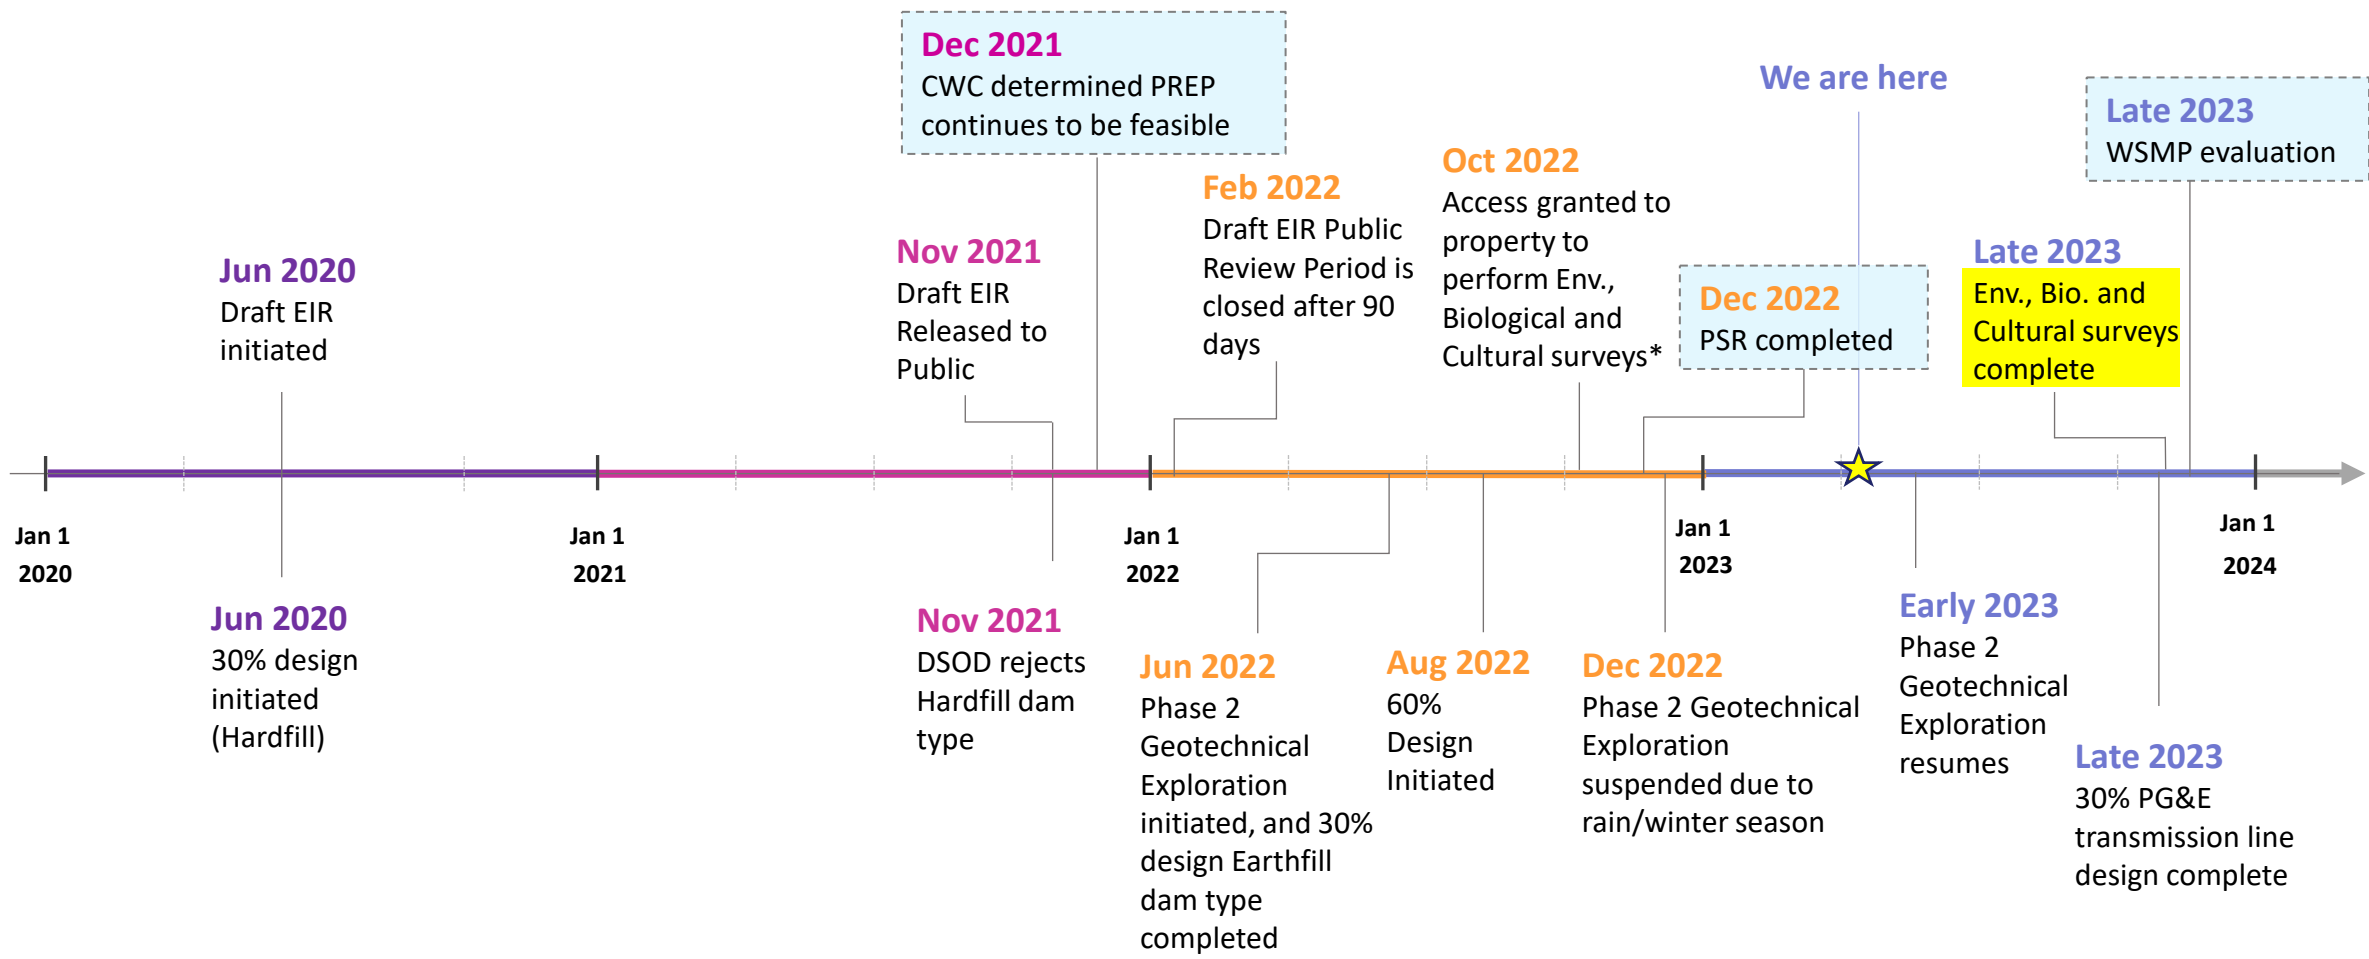 Dec 2021
CWC determined PREP
continues to be feasible
We are here
Late 2023
WSMP evaluation
Oct 2022
Access granted to
property to
perform Env.,
Biological and
Cultural surveys*
Feb 2022
Draft EIR Public
Review Period is
closed after 90
days
Nov 2021
Draft EIR
Released to
Public
Late 2023
Env., Bio. and
Cultural surveys
complete
Jun 2020
Draft EIR
initiated
Dec 2022
PSR completed
Jan 1
2020
Jan 1
2021
Jan 1
2022
Jan 1
2023
Jan 1
2024
Jun 2020
30% design
initiated
(Hardfill)
Nov 2021
DSOD rejects
Hardfill dam
type
Jun 2022
Phase 2
Geotechnical
Exploration
initiated, and 30%
design Earthfill
dam type
completed
Aug 2022
60%
Design
Initiated
Dec 2022
Phase 2 Geotechnical
Exploration
suspended due to
rain/winter season
Early 2023
Phase 2
Geotechnical
Exploration
resumes
Late 2023
30% PG&E
transmission line
design complete